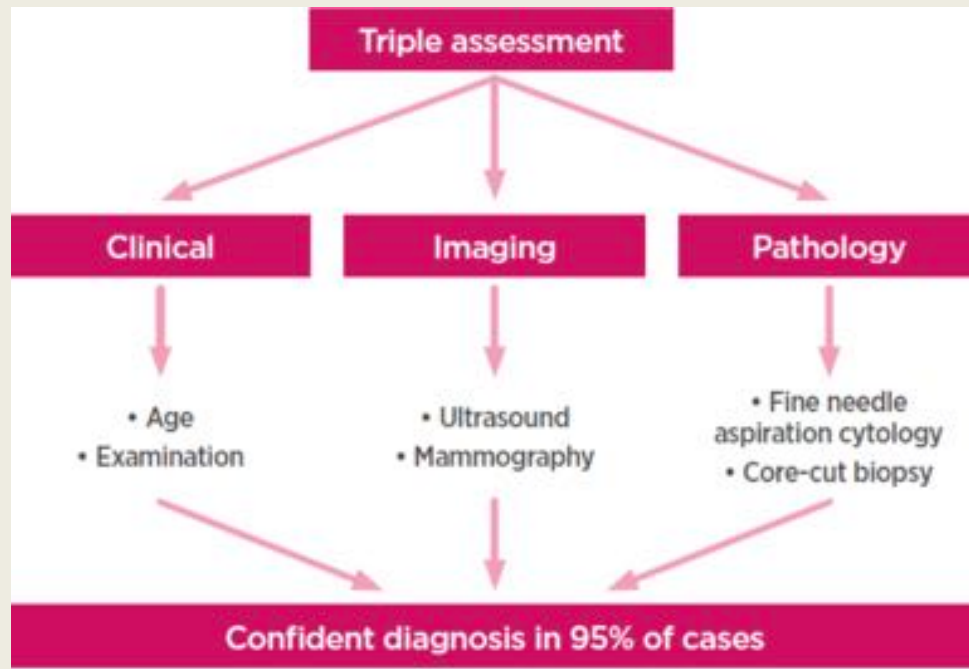 Triple assessment
Clinical
Imaging
Pathology
• Age
• Examination
• Ultrasound
• Mammography
• Fine needle
aspiration cytology
• Core-cut biopsy
Confident diagnosis in 95% of cases